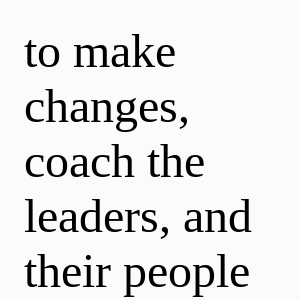 to make
changes,
coach the
leaders, and
their people